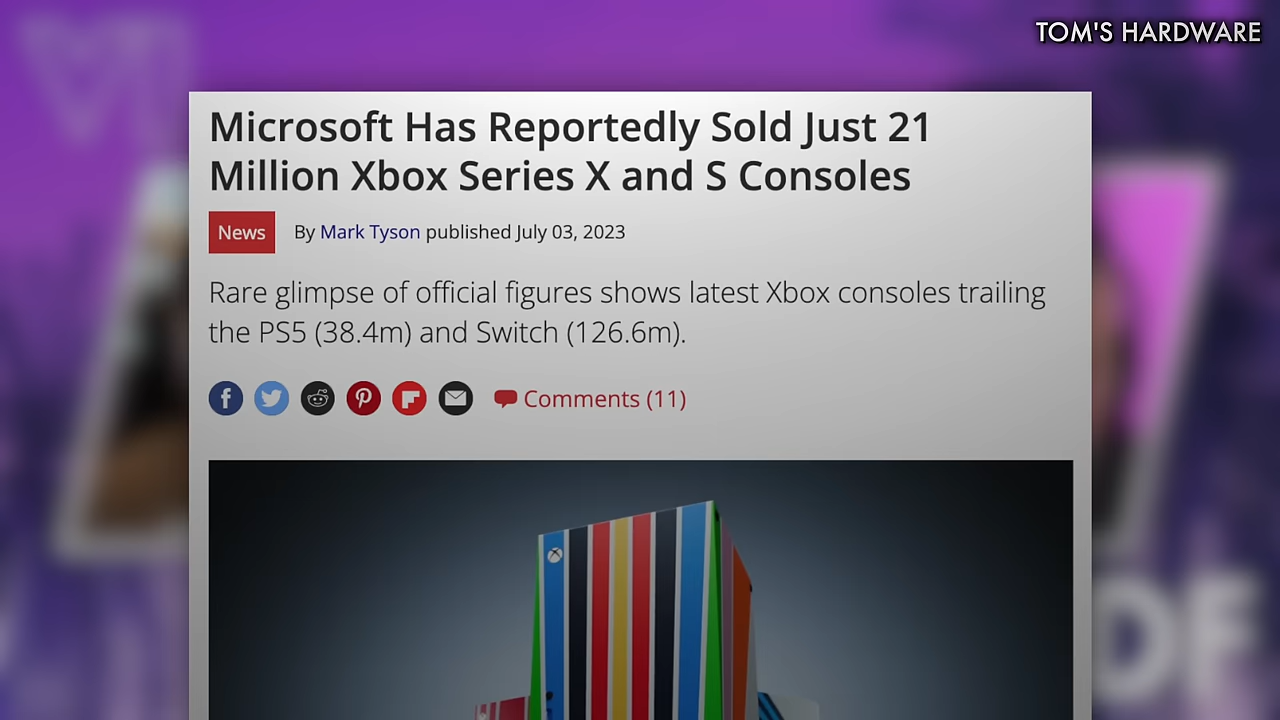 TOM'S HARDWARE
Microsoft Has Reportedly Sold Just 21
Million Xbox Series X and S Consoles
News By Mark Tyson published July 03, 2023
Rare glimpse of official figures shows latest Xbox consoles trailing
the PS5 (38.4m) and Switch (126.6m).
Comments (11)
OF